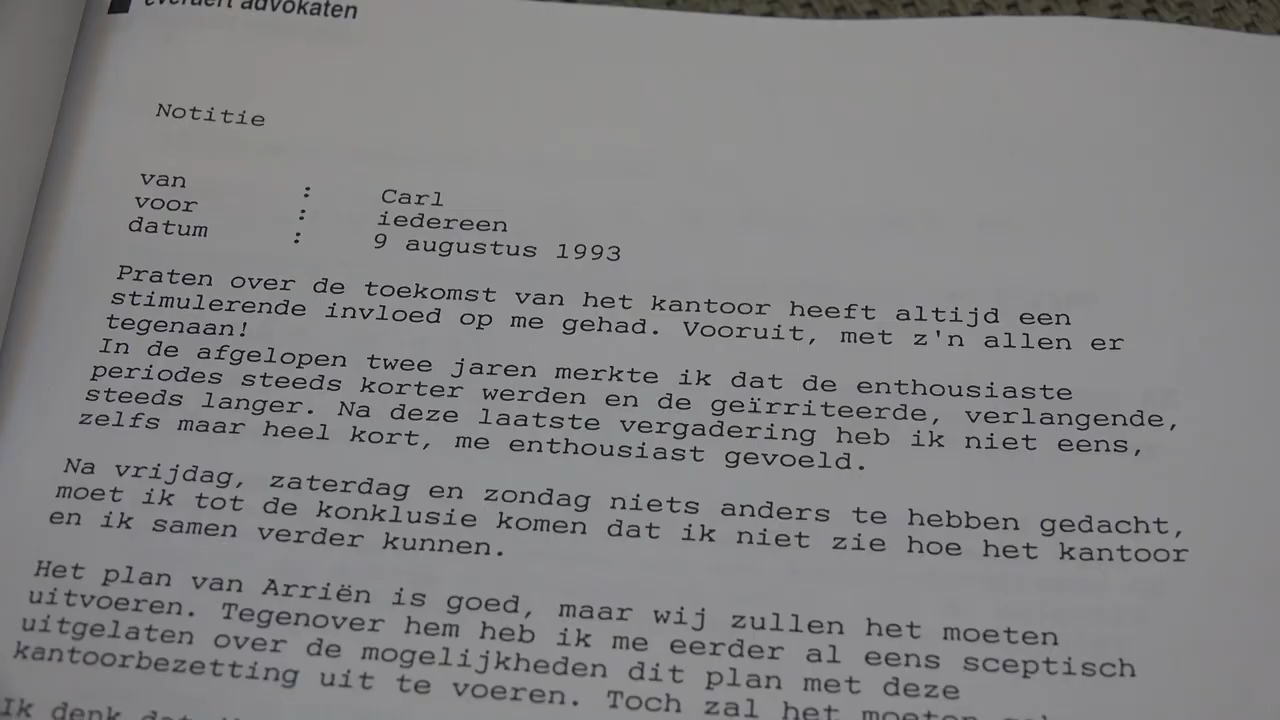 everaert advokaten
Notitie
van : Carl
voor : iedereen
datum : 9 augustus 1993
Praten over de toekomst van het kantoor heeft altijd een
stimulerende invloed op me gehad. Vooruit, met z'n allen er
tegenaan!
In de afgelopen twee jaren merkte ik dat de enthousiaste
periodes steeds korter werden en de geïrriteerde, verlangende,
steeds langer. Na deze laatste vergadering heb ik niet eens,
zelfs maar heel kort, me enthousiast gevoeld.
Na vrijdag, zaterdag en zondag niets anders te hebben gedacht,
moet ik tot de konklusie komen dat ik niet zie hoe het kantoor
en ik samen verder kunnen.
Het plan van Arriën is goed, maar wij zullen het moeten
uitvoeren. Tegenover hem heb ik me eerder al eens sceptisch
uitgelaten over de mogelijkheden dit plan met deze
kantoorbezetting uit te voeren. Toch zal het moeten
Ik denk dat